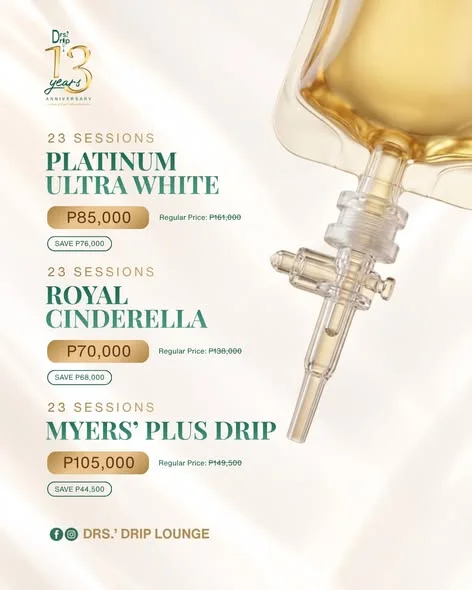 Drs.'
Drip
13
years
ANNIVERSARY
23 SESSIONS
PLATINUM
ULTRA WHITE
P85,000
Regular Price: P161,000
SAVE P76,000
23 SESSIONS
ROYAL
CINDERELLA
P70,000
Regular Price: P138,000
SAVE P68,000
23 SESSIONS
MYERS’ PLUS DRIP
P105,000
Regular Price: P149,500
SAVE P44,500
DRS.’ DRIP LOUNGE